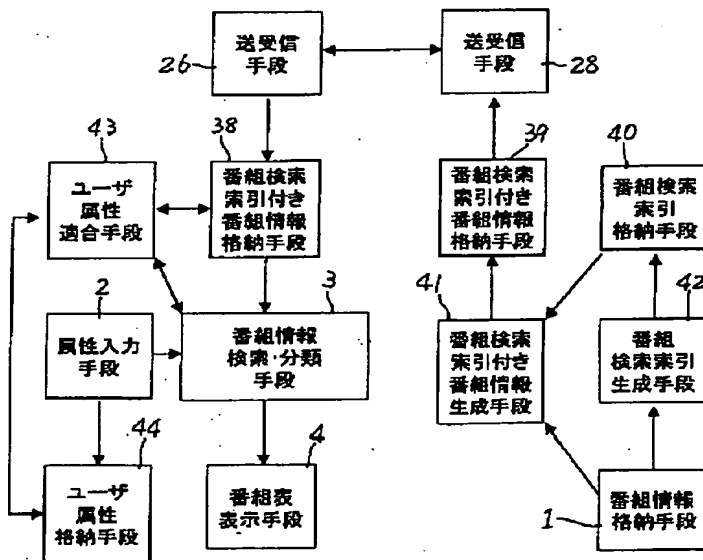 送受信
手段
26
送受信
手段
28
43
ユーザ
属性
適合手段
38
番組検索
索引付き
番組情報
格納手段
39
番組検索
索引付き
番組情報
格納手段
40
番組検索
索引
格納手段
2
属性入力
手段
3
番組情報
検索・分類
手段
41
番組検索
索引付き
番組情報
生成手段
42
番組
検索索引
生成手段
44
ユーザ
属性
格納手段
4
番組表
表示手段
1
番組情報
格納手段